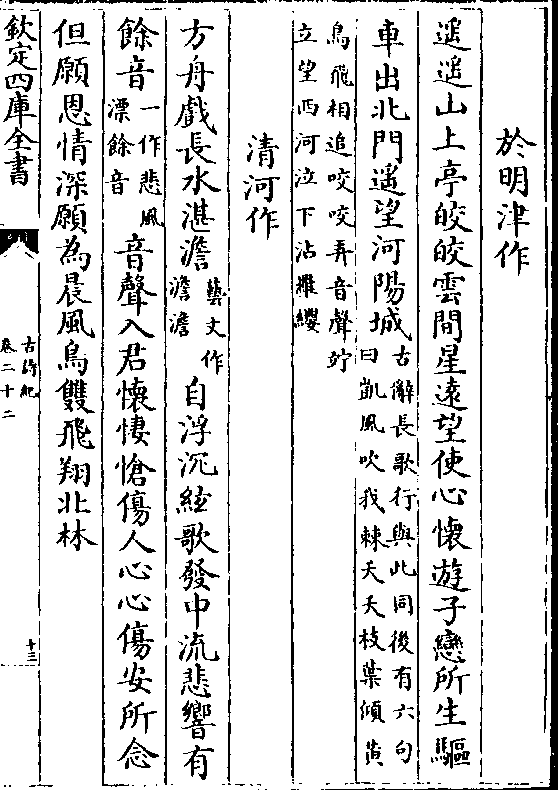 於明津作
遥遥山上亭皎皎雲間星遠望使心懷遊子戀所生驅
車出北門遥望河陽城古辭長歌行與此同後有六句
曰凱風吹我棘夭夭枝葉傾黄
鳥飛相追咬咬弄音聲竚
立望西河泣下沾羅纓
清河作
方舟戲長水湛澹藝文作
澹澹自浮沉絃歌發中流悲響有
餘音一作悲風
漂餘音音聲入君懷悽愴傷人心心傷安所念
但願恩情深願為晨風鳥雙飛翔北林
欽定四庫全書
古詩紀
卷二十二
十三